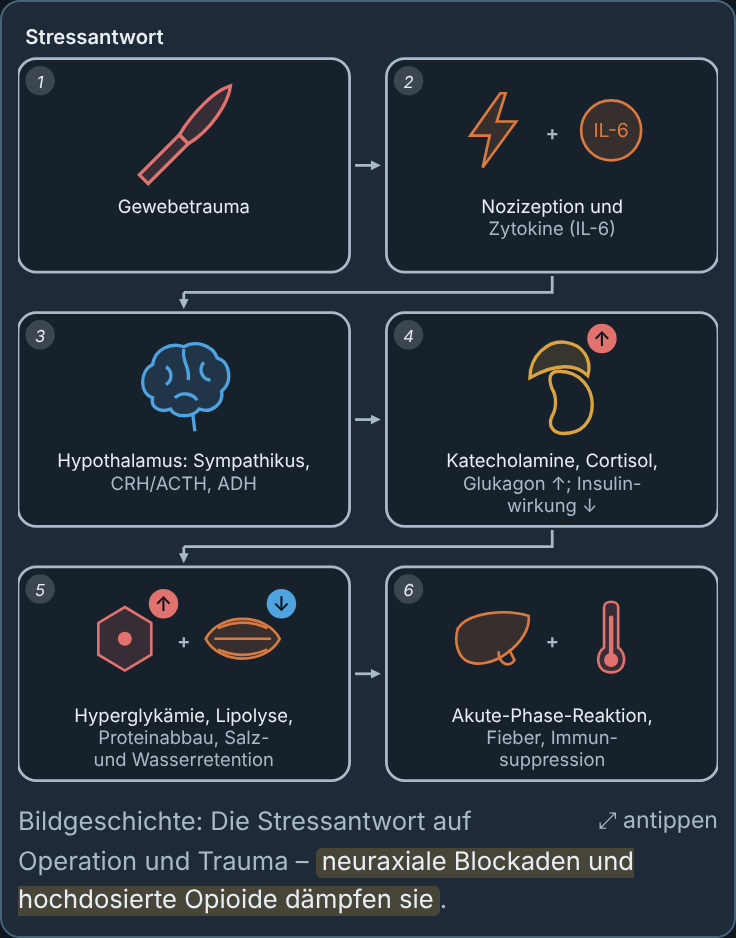 Stressantwort
1
Gewebetrauma
2
+
IL-6
Nozizeption und
Zytokine (IL-6)
3
Hypothalamus: Sympathikus,
CRH/ACTH, ADH
4
↑
Katecholamine, Cortisol,
Glukagon ↑; Insulin-
wirkung ↓
5
↑
+
↓
Hyperglykämie, Lipolyse,
Proteinabbau, Salz-
und Wasserretention
6
+
Akute-Phase-Reaktion,
Fieber, Immun-
suppression
Bildgeschichte: Die Stressantwort auf
⤢ antippen
Operation und Trauma – neuraxiale Blockaden und
hochdosierte Opioide dämpfen sie.